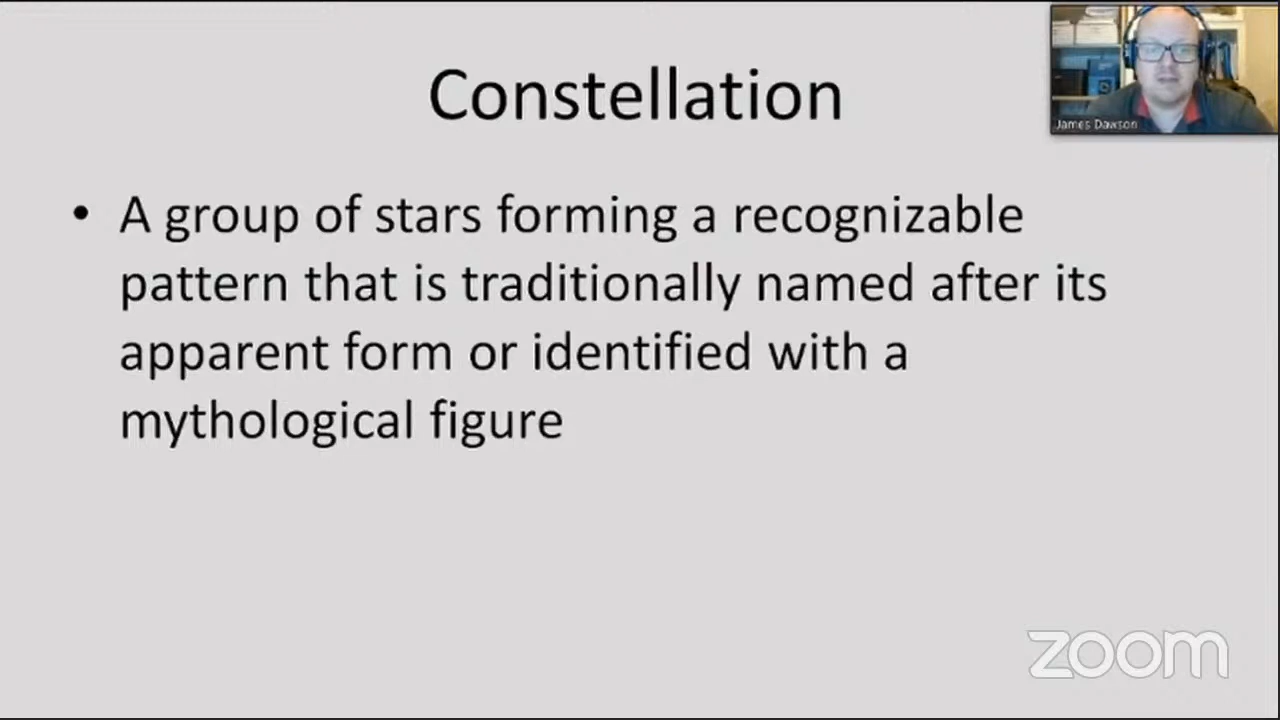 Constellation
James Dawson
• A group of stars forming a recognizable
pattern that is traditionally named after its
apparent form or identified with a
mythological figure
zoom